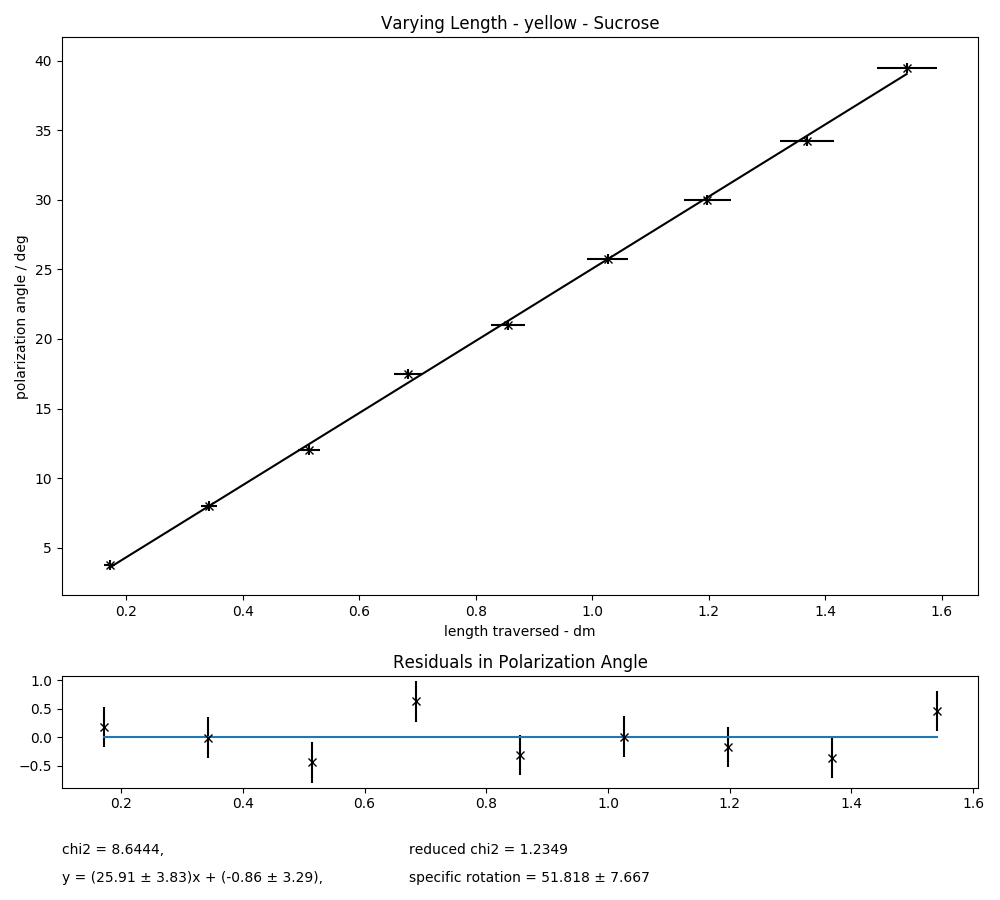 Varying Length - yellow - Sucrose
40
35
30
25
20
15
10
5
polarization angle / deg
0.2 0.4 0.6 0.8 1.0 1.2 1.4 1.6
length traversed - dm
Residuals in Polarization Angle
1.0
0.5
0.0
−0.5
0.2 0.4 0.6 0.8 1.0 1.2 1.4 1.6
chi2 = 8.6444, reduced chi2 = 1.2349
y = (25.91 ± 3.83)x + (-0.86 ± 3.29), specific rotation = 51.818 ± 7.667